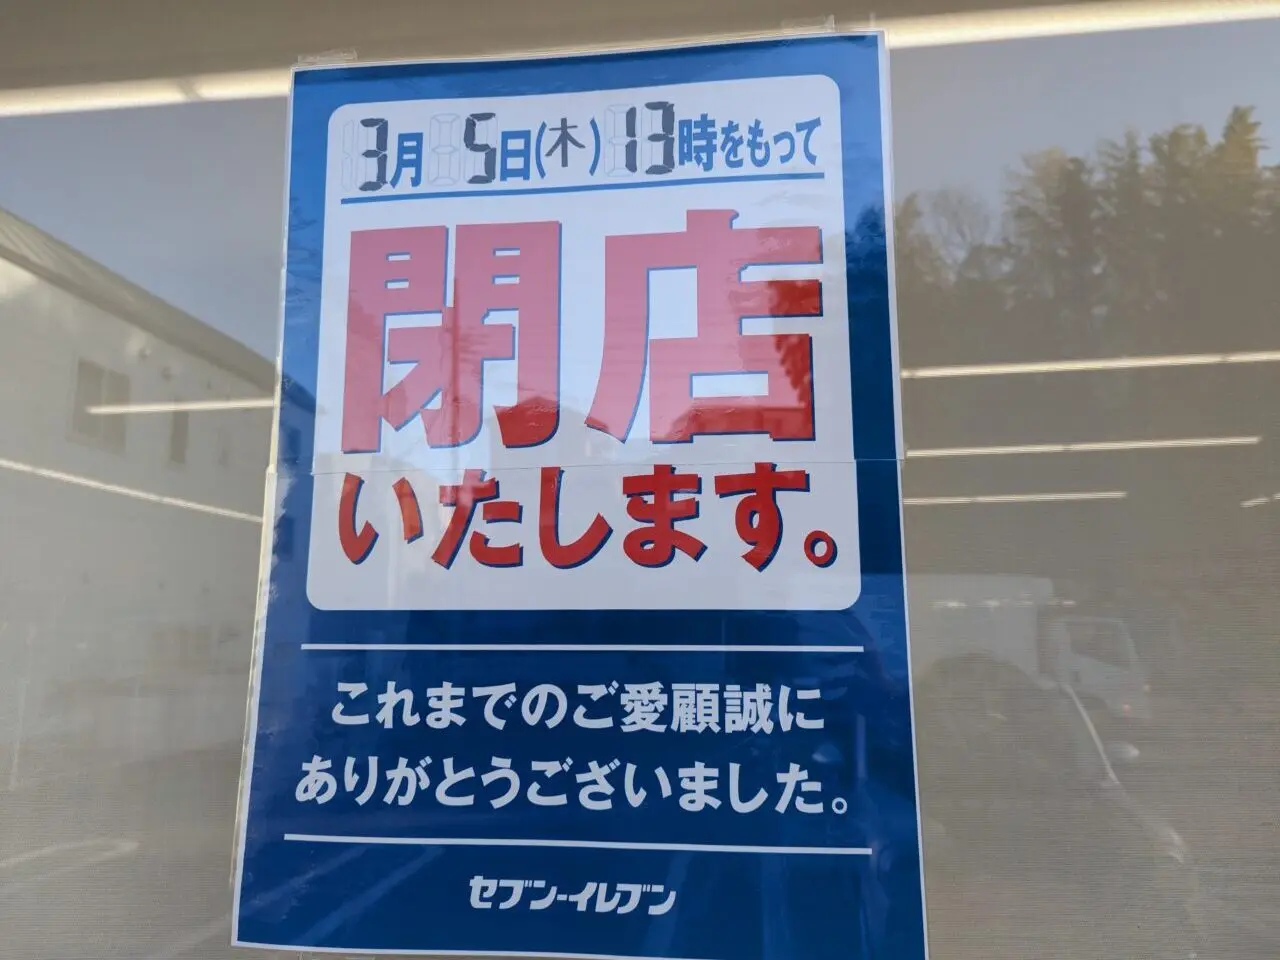 3月5日(木)13時をもって
閉店
いたします。
これまでのご愛顧誠に
ありがとうございました。
セブン-イレブン